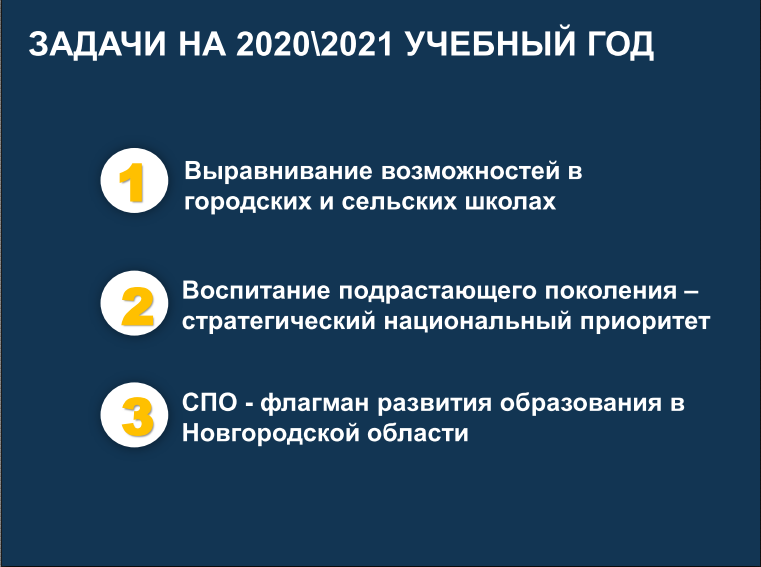 ЗАДАЧИ НА 2020\2021 УЧЕБНЫЙ ГОД
1
Выравнивание возможностей в
городских и сельских школах
2
Воспитание подрастающего поколения –
стратегический национальный приоритет
3
СПО - флагман развития образования в
Новгородской области